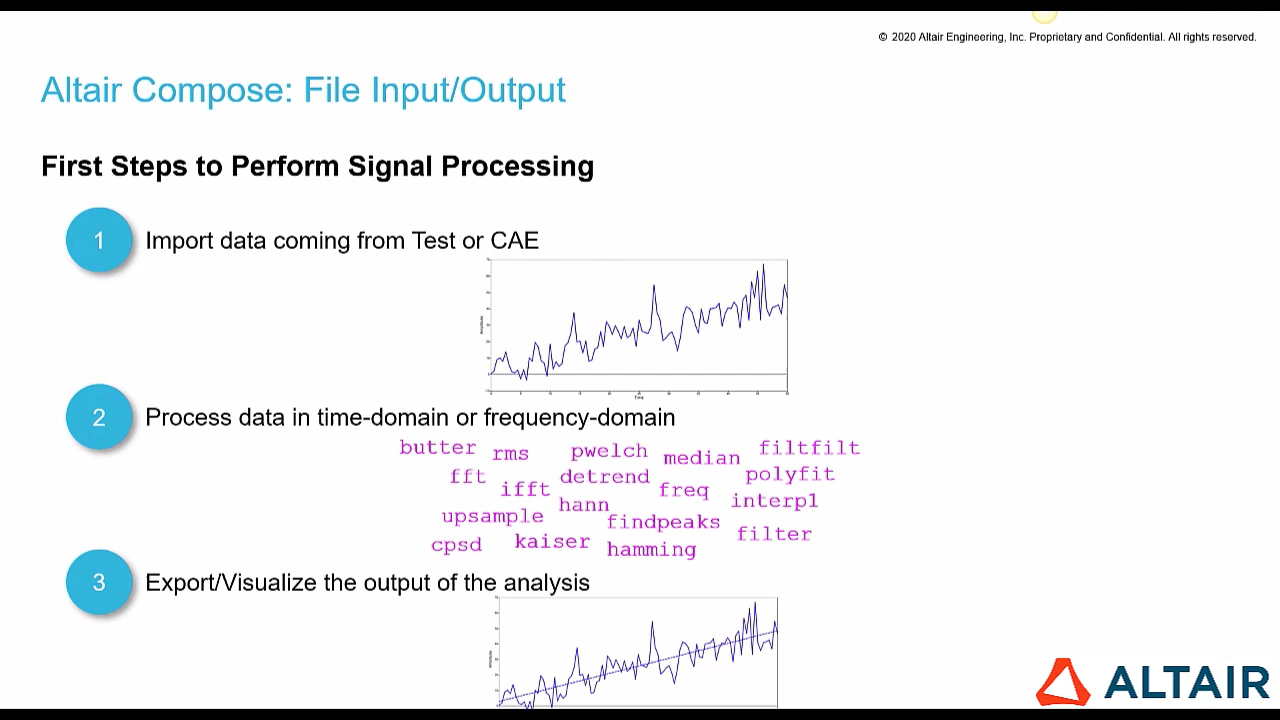 © 2020 Altair Engineering, Inc. Proprietary and Confidential. All rights reserved.
Altair Compose: File Input/Output
First Steps to Perform Signal Processing
1
Import data coming from Test or CAE
Amplitude
Time
2
Process data in time-domain or frequency-domain
butter rms pwelch median filtfilt
fft ifft detrend freq polyfit
upsample hann findpeaks interp1
cpsd kaiser hamming filter
3
Export/Visualize the output of the analysis
Amplitude
ALTAIR